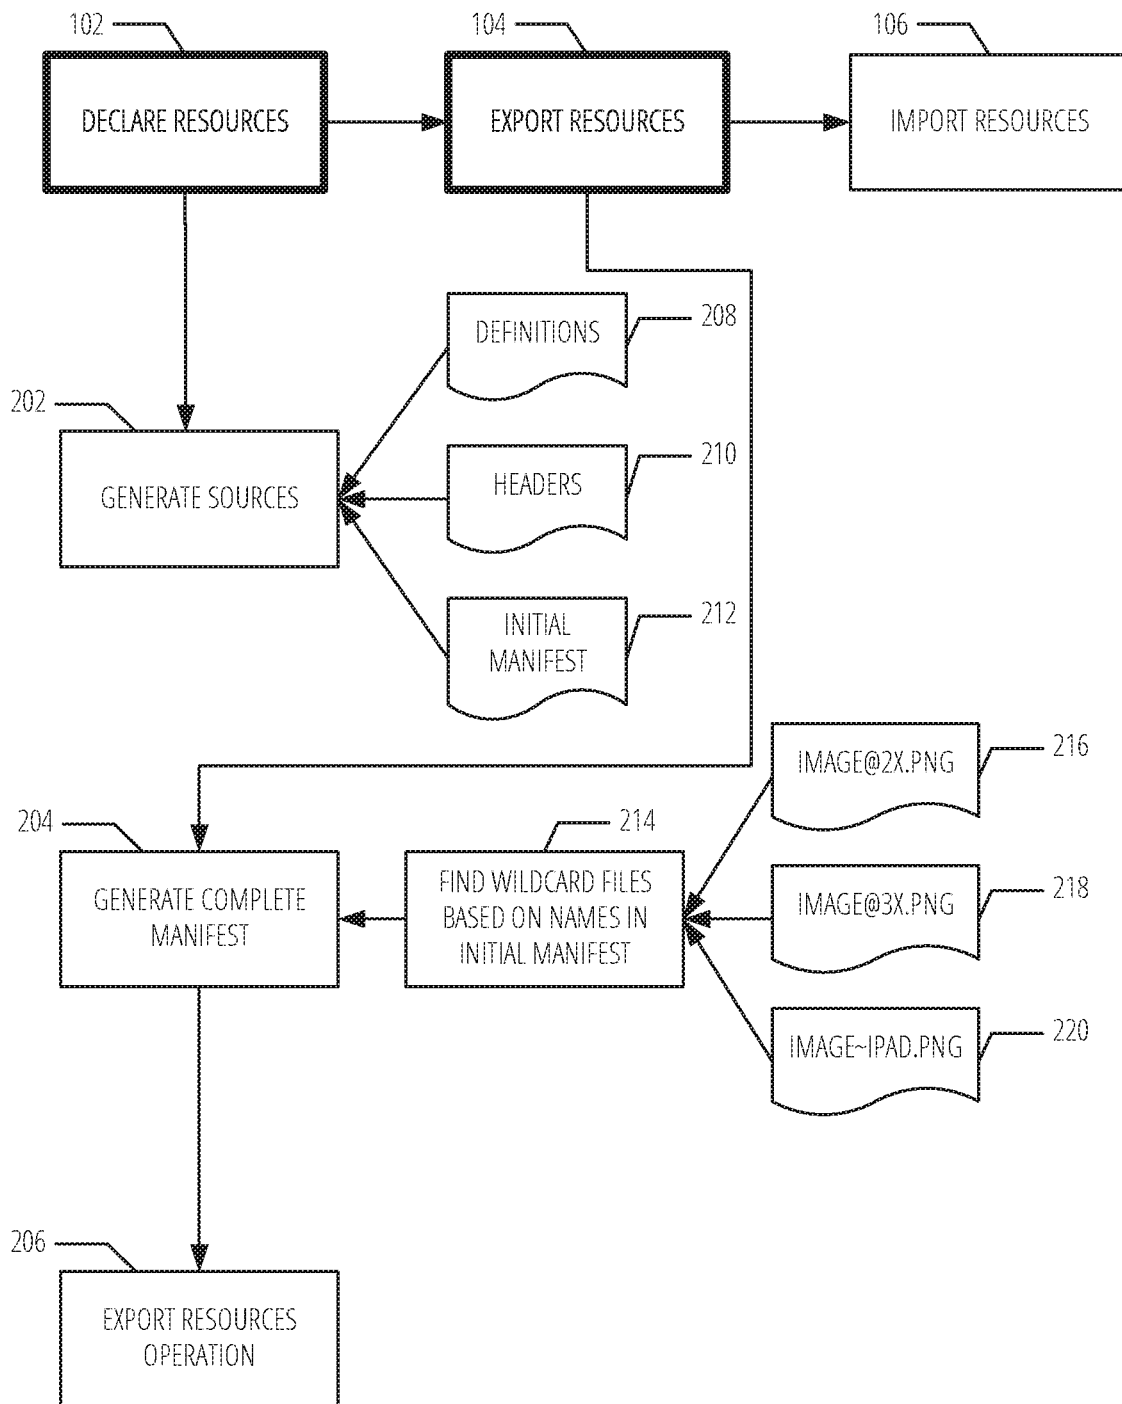 102
104
106
DECLARE RESOURCES
EXPORT RESOURCES
IMPORT RESOURCES
DEFINITIONS
208
202
GENERATE SOURCES
HEADERS
210
INITIAL
MANIFEST
212
IMAGE@2X.PNG
216
204
214
GENERATE COMPLETE
MANIFEST
FIND WILDCARD FILES
BASED ON NAMES IN
INITIAL MANIFEST
IMAGE@3X.PNG
218
IMAGE~IPAD.PNG
220
206
EXPORT RESOURCES
OPERATION